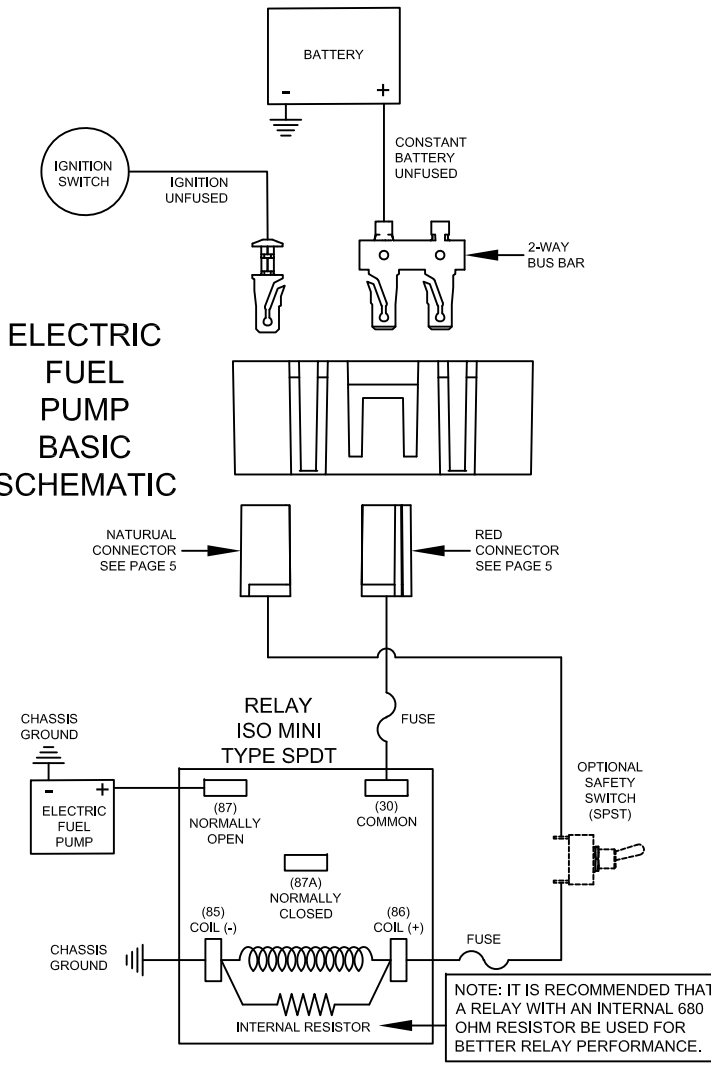 BATTERY
-
+
CONSTANT
BATTERY
UNFUSED
IGNITION
SWITCH
IGNITION
UNFUSED
2-WAY
BUS BAR
ELECTRIC
FUEL
PUMP
BASIC
SCHEMATIC
NATURUAL
CONNECTOR
SEE PAGE 5
RED
CONNECTOR
SEE PAGE 5
RELAY
ISO MINI
TYPE SPDT
FUSE
CHASSIS
GROUND
-
+
ELECTRIC
FUEL
PUMP
(87)
NORMALLY
OPEN
(30)
COMMON
OPTIONAL
SAFETY
SWITCH
(SPST)
(87A)
NORMALLY
CLOSED
(85)
COIL (-)
(86)
COIL (+)
FUSE
CHASSIS
GROUND
INTERNAL RESISTOR
NOTE: IT IS RECOMMENDED THAT
A RELAY WITH AN INTERNAL 680
OHM RESISTOR BE USED FOR
BETTER RELAY PERFORMANCE.